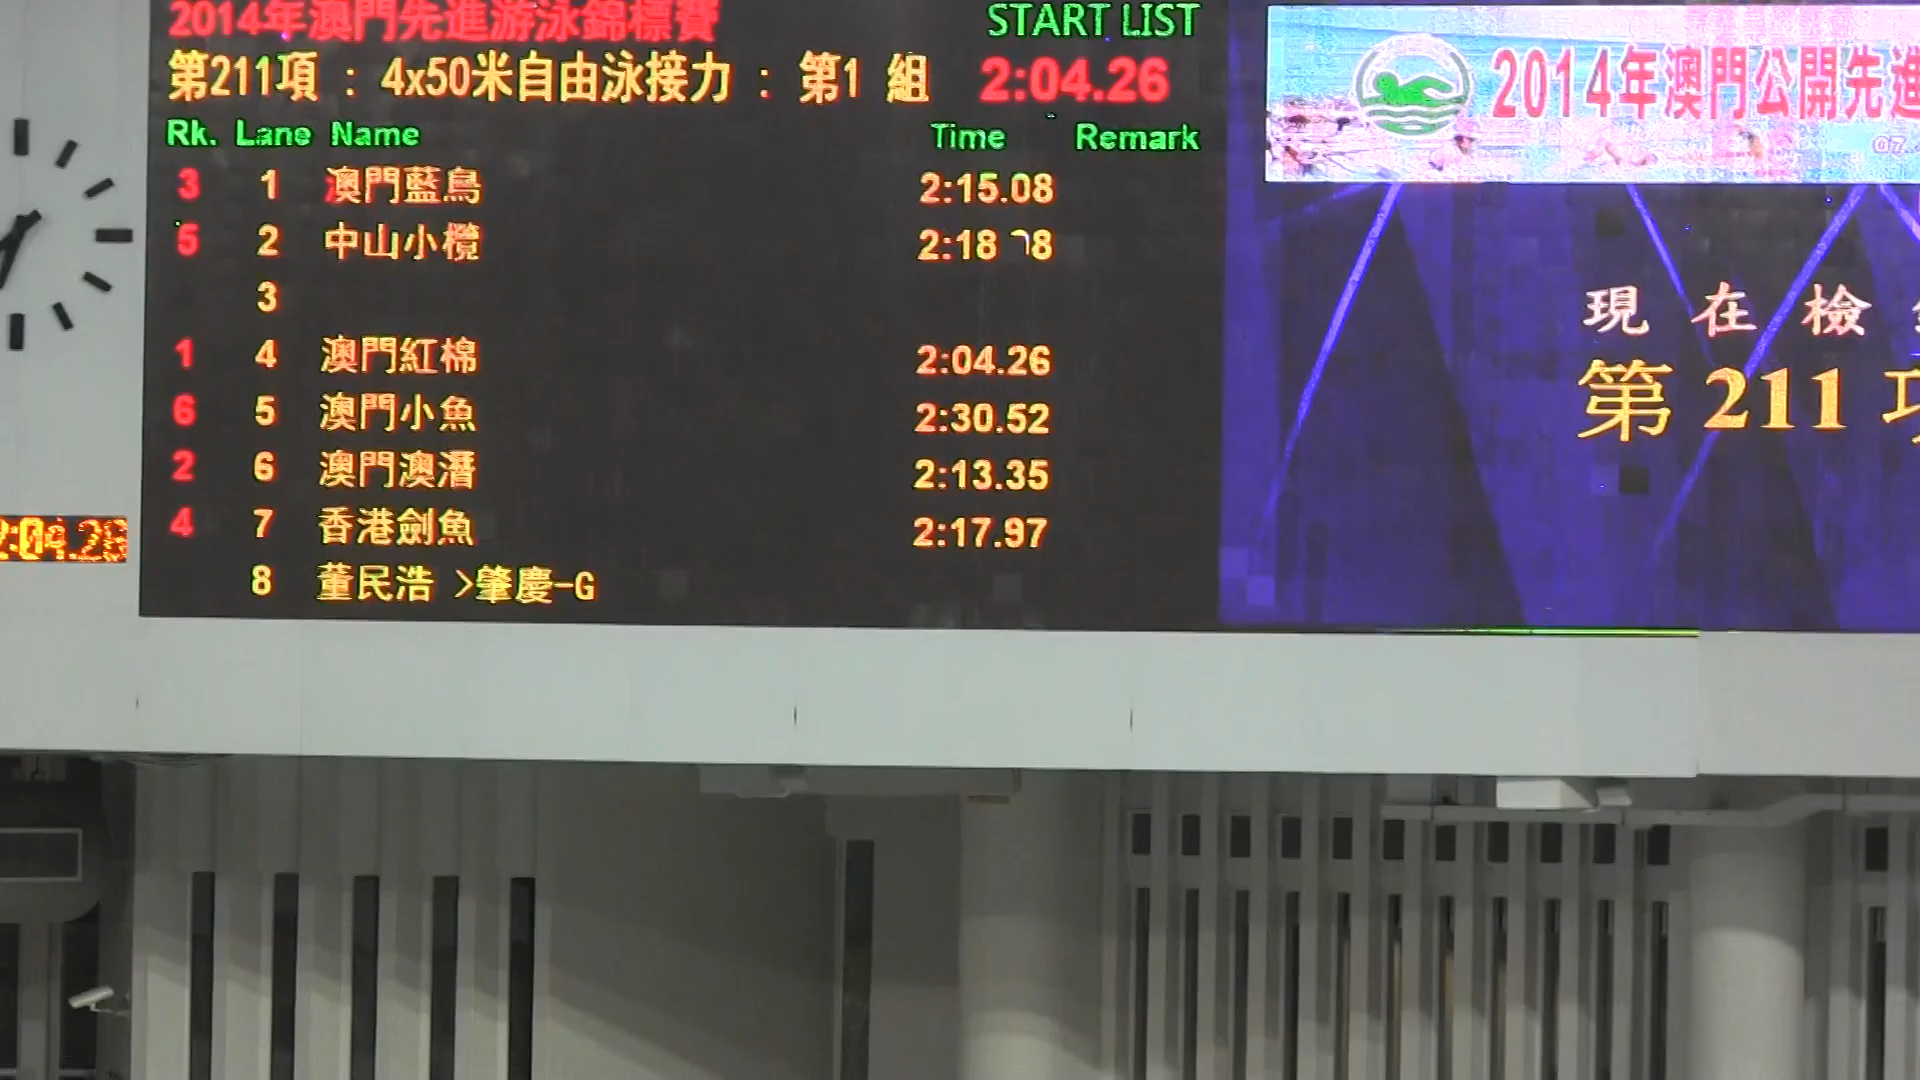 2014年澳門先進游泳錦標賽 START LIST
第211項 : 4x50米自由泳接力 : 第1 組 2:04.26
Rk. Lane Name Time Remark
3 1 澳門藍鳥 2:15.08
5 2 中山小欖
3
1 4 澳門紅棉 2:04.26
6 5 澳門小魚 2:30.52
2 6 澳門澳潛 2:13.35
4 7 香港劍魚 2:17.97
8 董民浩 >肇慶-G
2014年澳門公開先進
現在檢
第 211